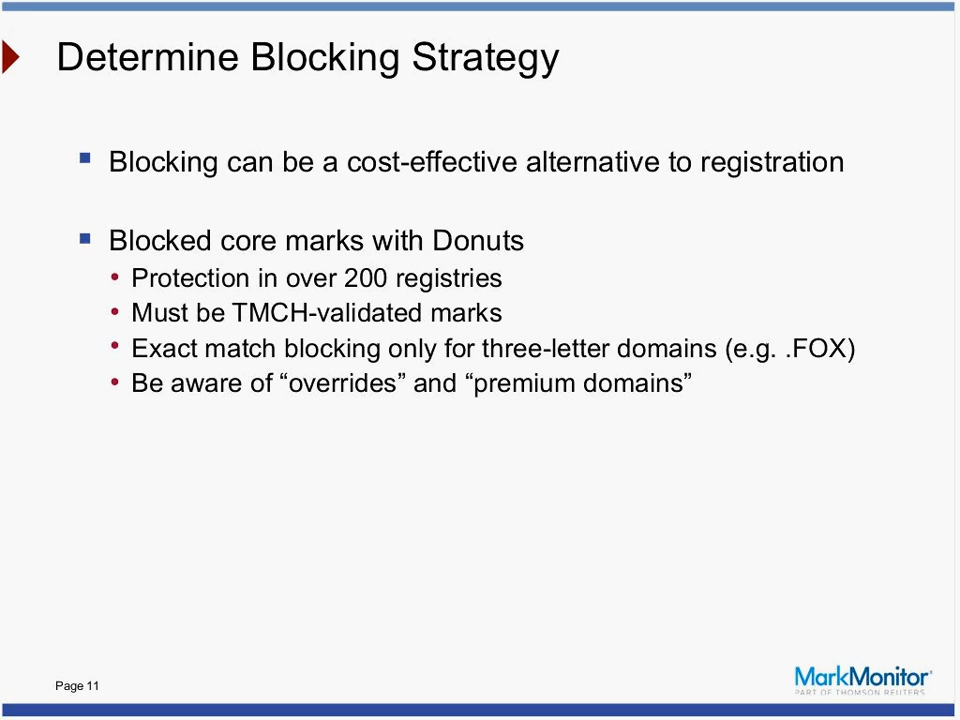 Determine Blocking Strategy
Blocking can be a cost-effective alternative to registration
Blocked core marks with Donuts
Protection in over 200 registries
Must be TMCH-validated marks
Exact match blocking only for three-letter domains (e.g. .FOX)
Be aware of “overrides” and “premium domains”
Page 11
MarkMonitor
PART OF THOMSON REUTERS